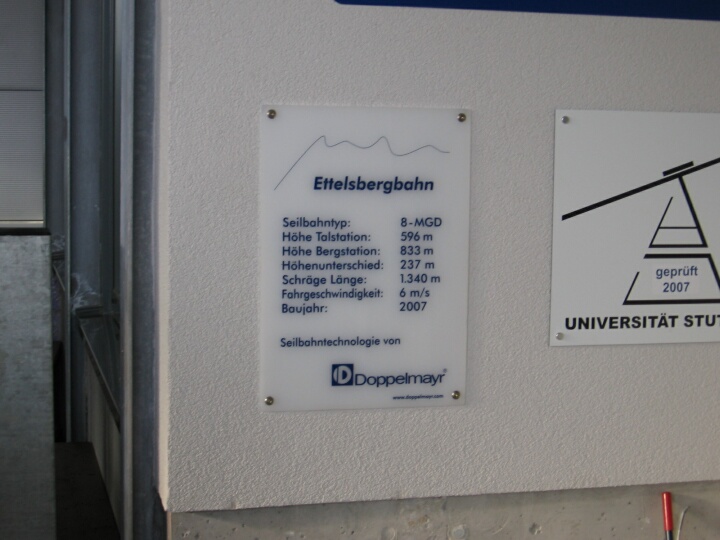 Ettelsbergbahn
Seilbahntyp: 8-MGD
Höhe Talstation: 596 m
Höhe Bergstation: 833 m
Höhenunterschied: 237 m
Schräge Länge: 1.340 m
Fahrgeschwindigkeit: 6 m/s
Baujahr: 2007
Seilbahntechnologie von
Doppelmayr®
www.doppelmayr.com
geprüft
2007
UNIVERSITÄT STUT